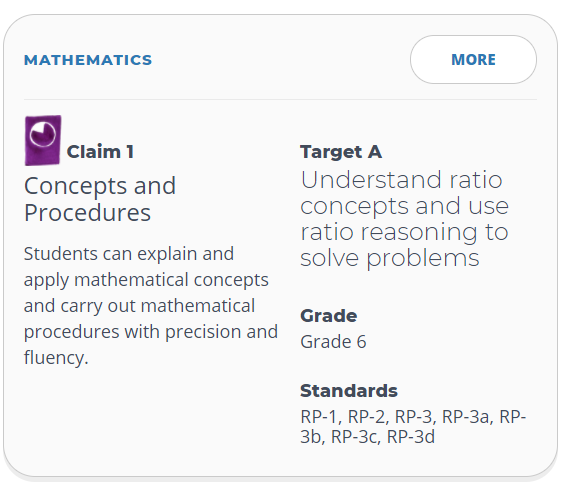 MATHEMATICS
MORE
Claim 1
Concepts and
Procedures
Students can explain and
apply mathematical concepts
and carry out mathematical
procedures with precision and
fluency.
Target A
Understand ratio
concepts and use
ratio reasoning to
solve problems
Grade
Grade 6
Standards
RP-1, RP-2, RP-3, RP-3a, RP-
3b, RP-3c, RP-3d